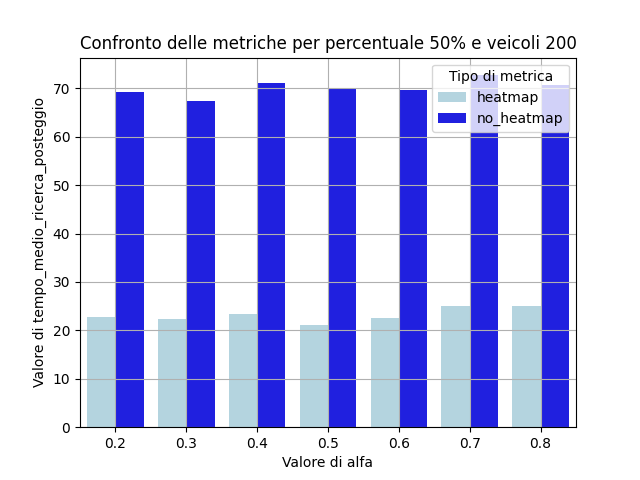 Confronto delle metriche per percentuale 50% e veicoli 200
Valore di tempo_medio_ricerca_posteggio
70
60
50
40
30
20
10
0
Tipo di metrica
heatmap
no_heatmap
0.2 0.3 0.4 0.5 0.6 0.7 0.8
Valore di alfa